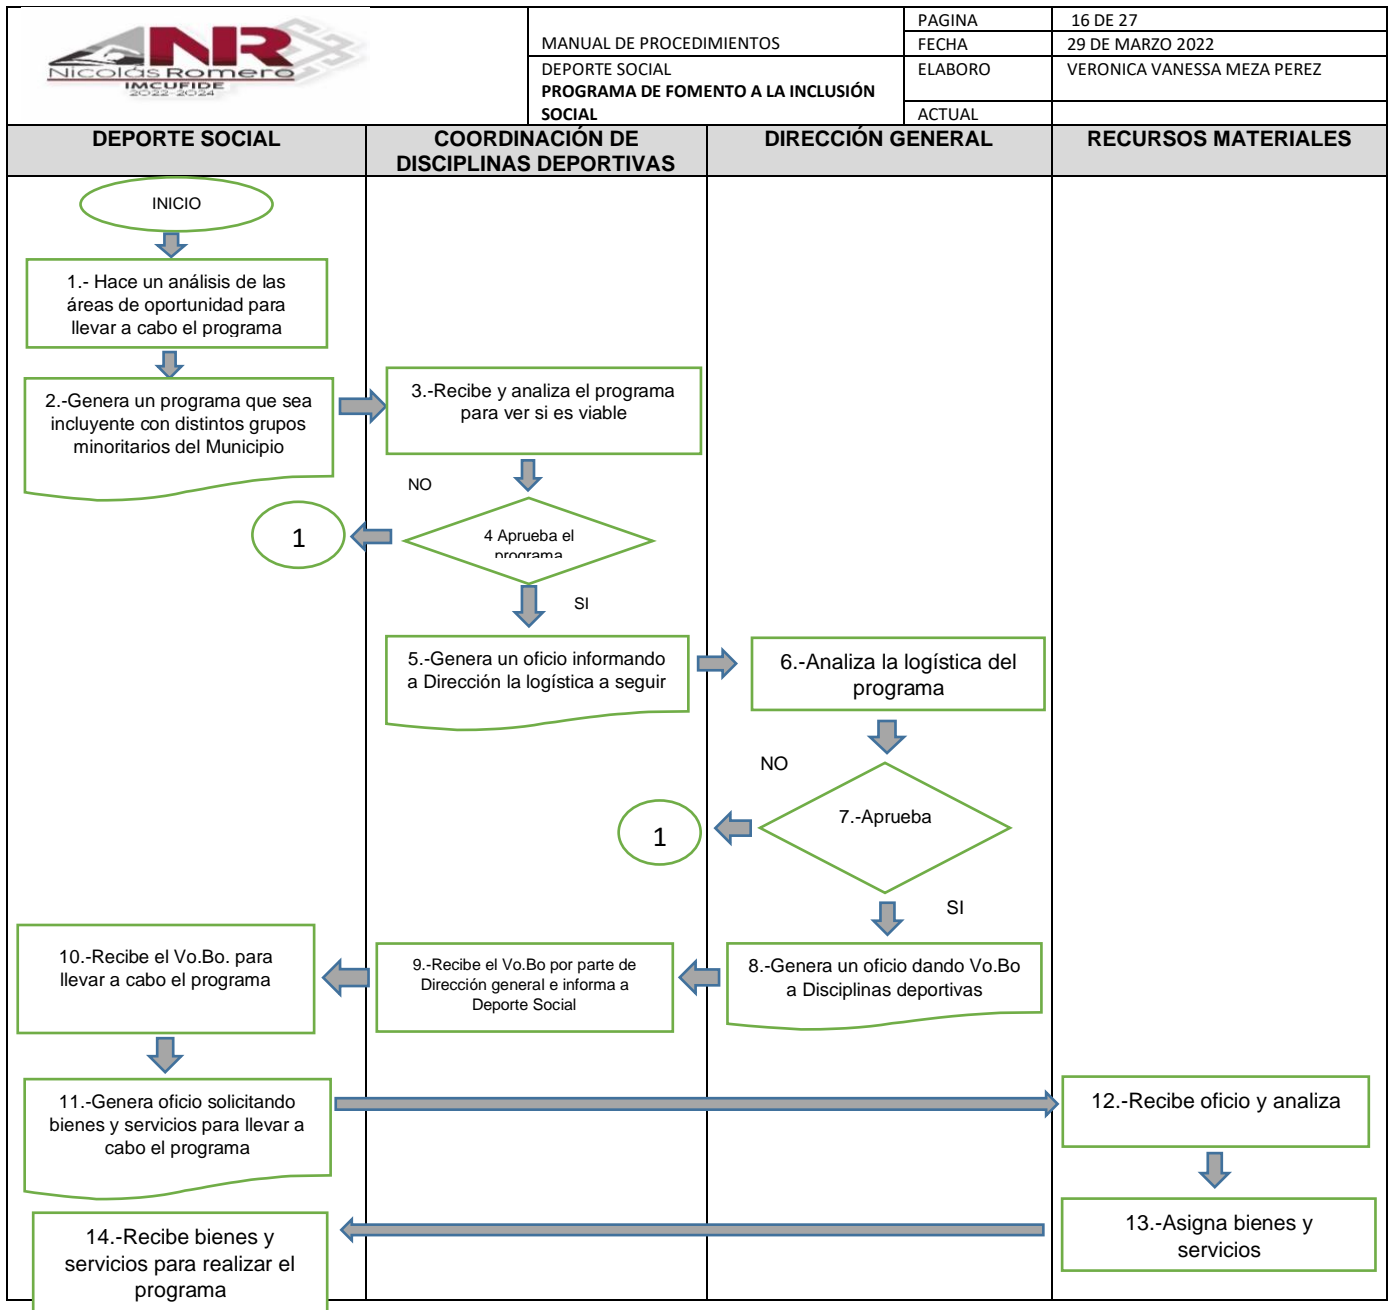 NR
Nicolás Romero
IMCUFIDE
2022-2024
MANUAL DE PROCEDIMIENTOS
DEPORTE SOCIAL
PROGRAMA DE FOMENTO A LA INCLUSIÓN
SOCIAL
PAGINA
16 DE 27
FECHA
29 DE MARZO 2022
ELABORO
VERONICA VANESSA MEZA PEREZ
ACTUAL
DEPORTE SOCIAL
COORDINACIÓN DE
DISCIPLINAS DEPORTIVAS
DIRECCIÓN GENERAL
RECURSOS MATERIALES
INICIO
1.- Hace un análisis de las
áreas de oportunidad para
llevar a cabo el programa
2.-Genera un programa que sea
incluyente con distintos grupos
minoritarios del Municipio
3.-Recibe y analiza el programa
para ver si es viable
NO
4 Aprueba el
programa
1
SI
5.-Genera un oficio informando
a Dirección la logística a seguir
6.-Analiza la logística del
programa
NO
7.-Aprueba
1
SI
8.-Genera un oficio dando Vo.Bo
a Disciplinas deportivas
9.-Recibe el Vo.Bo por parte de
Dirección general e informa a
Deporte Social
10.-Recibe el Vo.Bo. para
llevar a cabo el programa
11.-Genera oficio solicitando
bienes y servicios para llevar a
cabo el programa
12.-Recibe oficio y analiza
13.-Asigna bienes y
servicios
14.-Recibe bienes y
servicios para realizar el
programa